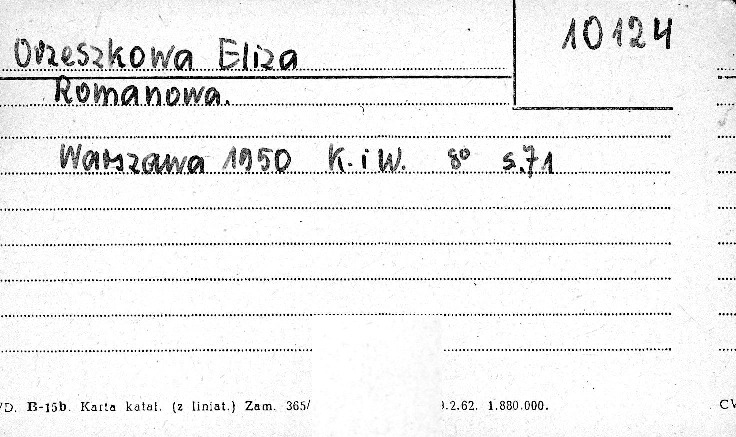 10124
Orzeszkowa Eliza
Romanowa.
Warszawa 1950 K. i W. 8° s. 71
B-15b. Karta katal. (z liniat.) Zam. 365/ .2.62. 1.880.000.